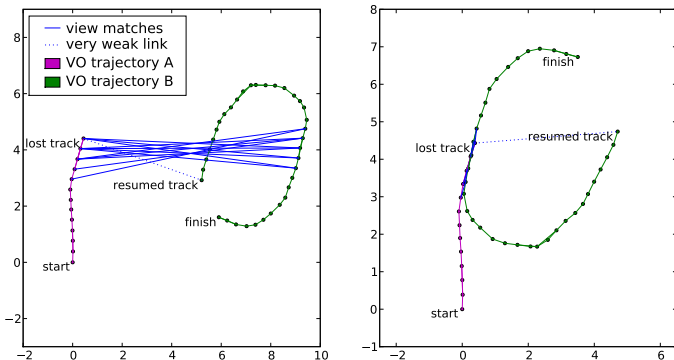 view matches
very weak link
VO trajectory A
VO trajectory B
lost track
resumed track
finish
start
8
6
4
2
0
−2
−2
0
2
4
6
8
10
finish
resumed track
lost track
start
8
7
6
5
4
3
2
1
0
−1
−2
0
2
4
6